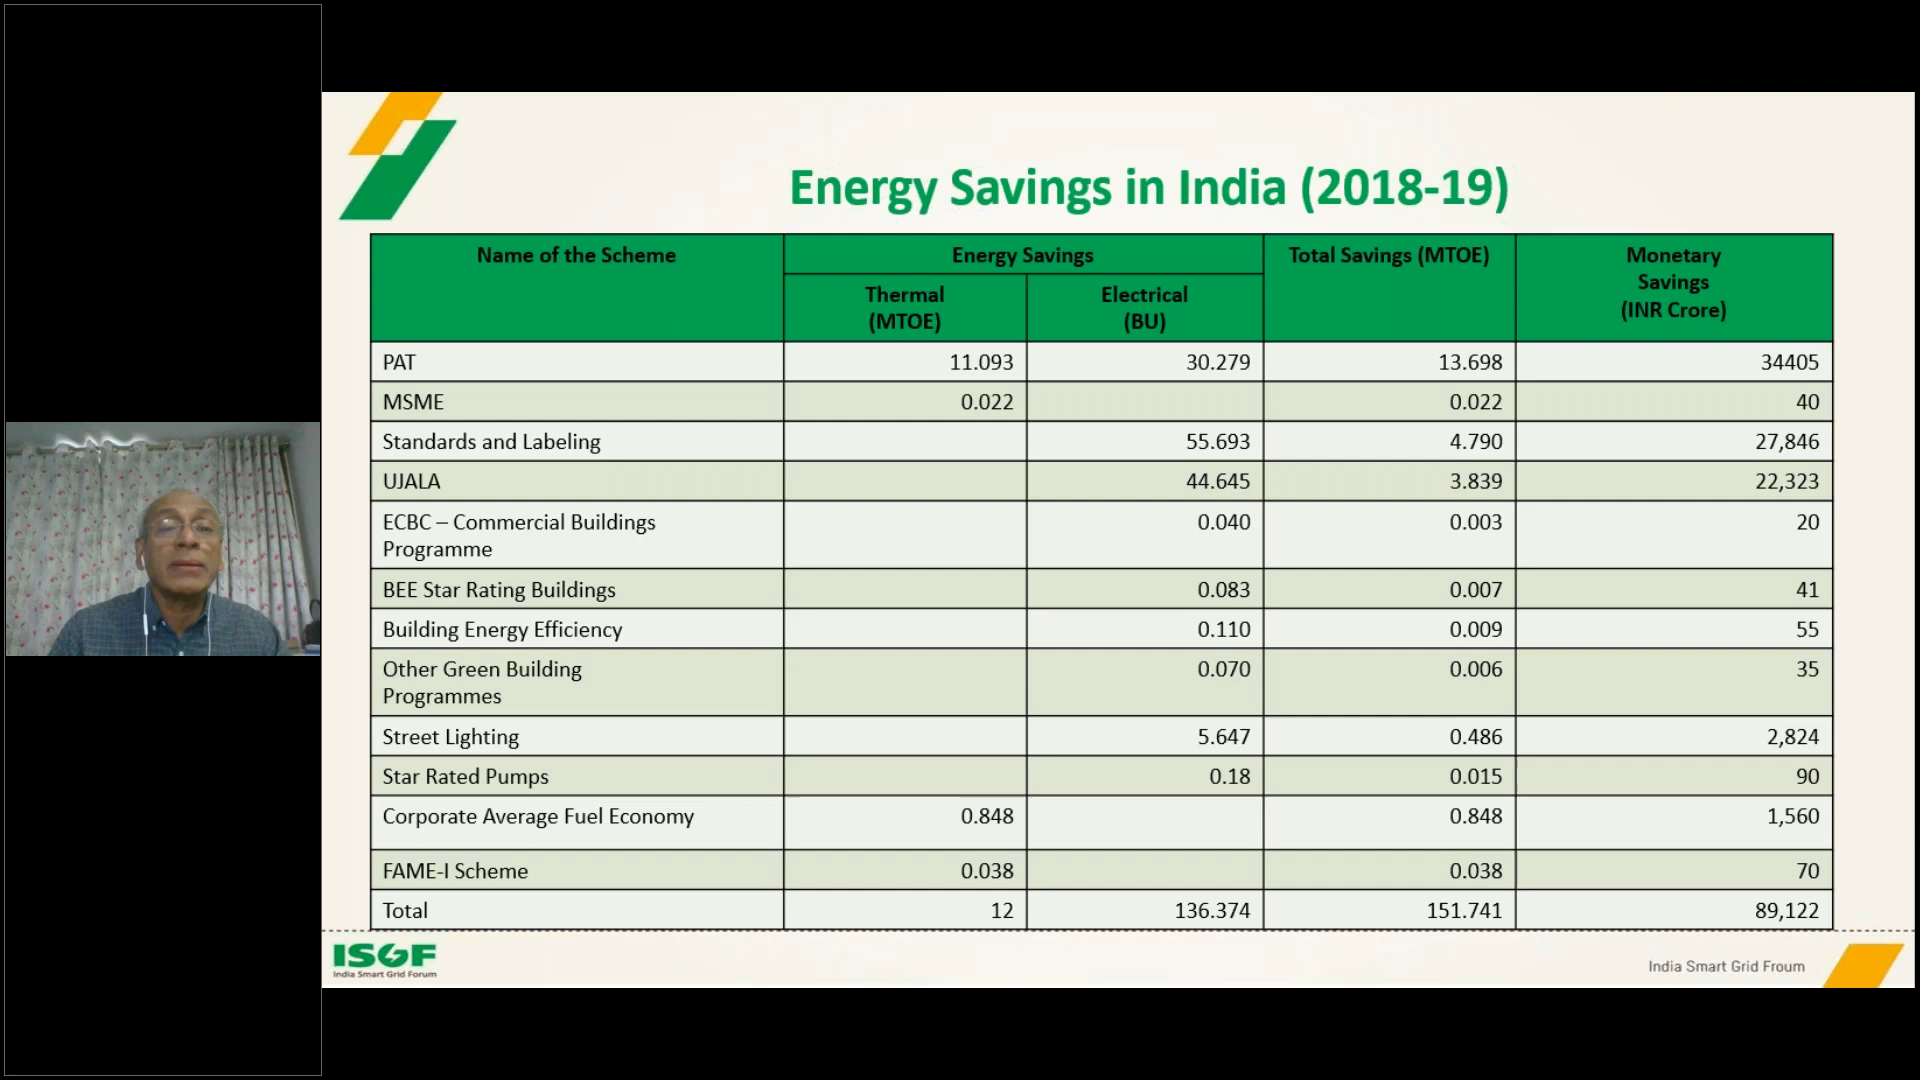 Energy Savings in India (2018-19)
Name of the Scheme
Energy Savings
Total Savings (MTOE)
Monetary
Savings
(INR Crore)
Thermal
(MTOE)
Electrical
(BU)
PAT 11.093 30.279 13.698 34405
MSME 0.022 0.022 40
Standards and Labeling 55.693 4.790 27,846
UJALA 44.645 3.839 22,323
ECBC – Commercial Buildings 0.040 0.003 20
Programme
BEE Star Rating Buildings 0.083 0.007 41
Building Energy Efficiency 0.110 0.009 55
Other Green Building 0.070 0.006 35
Programmes
Street Lighting 5.647 0.486 2,824
Star Rated Pumps 0.18 0.015 90
Corporate Average Fuel Economy 0.848 0.848 1,560
FAME-I Scheme 0.038 0.038 70
Total 12 136.374 151.741 89,122
ISGF
India Smart Grid Forum
India Smart Grid Froum